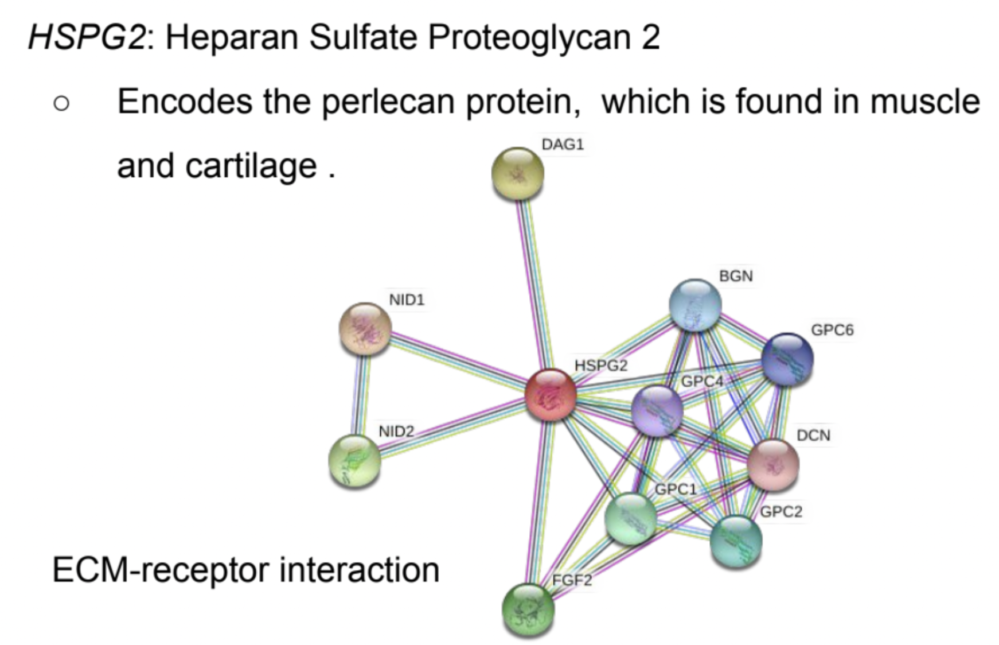 HSPG2: Heparan Sulfate Proteoglycan 2
○ Encodes the perlecan protein,  which is found in muscle
and cartilage .
DAG1
BGN
NID1
GPC6
HSPG2
GPC4
NID2
DCN
GPC1
GPC2
ECM-receptor interaction
FGF2